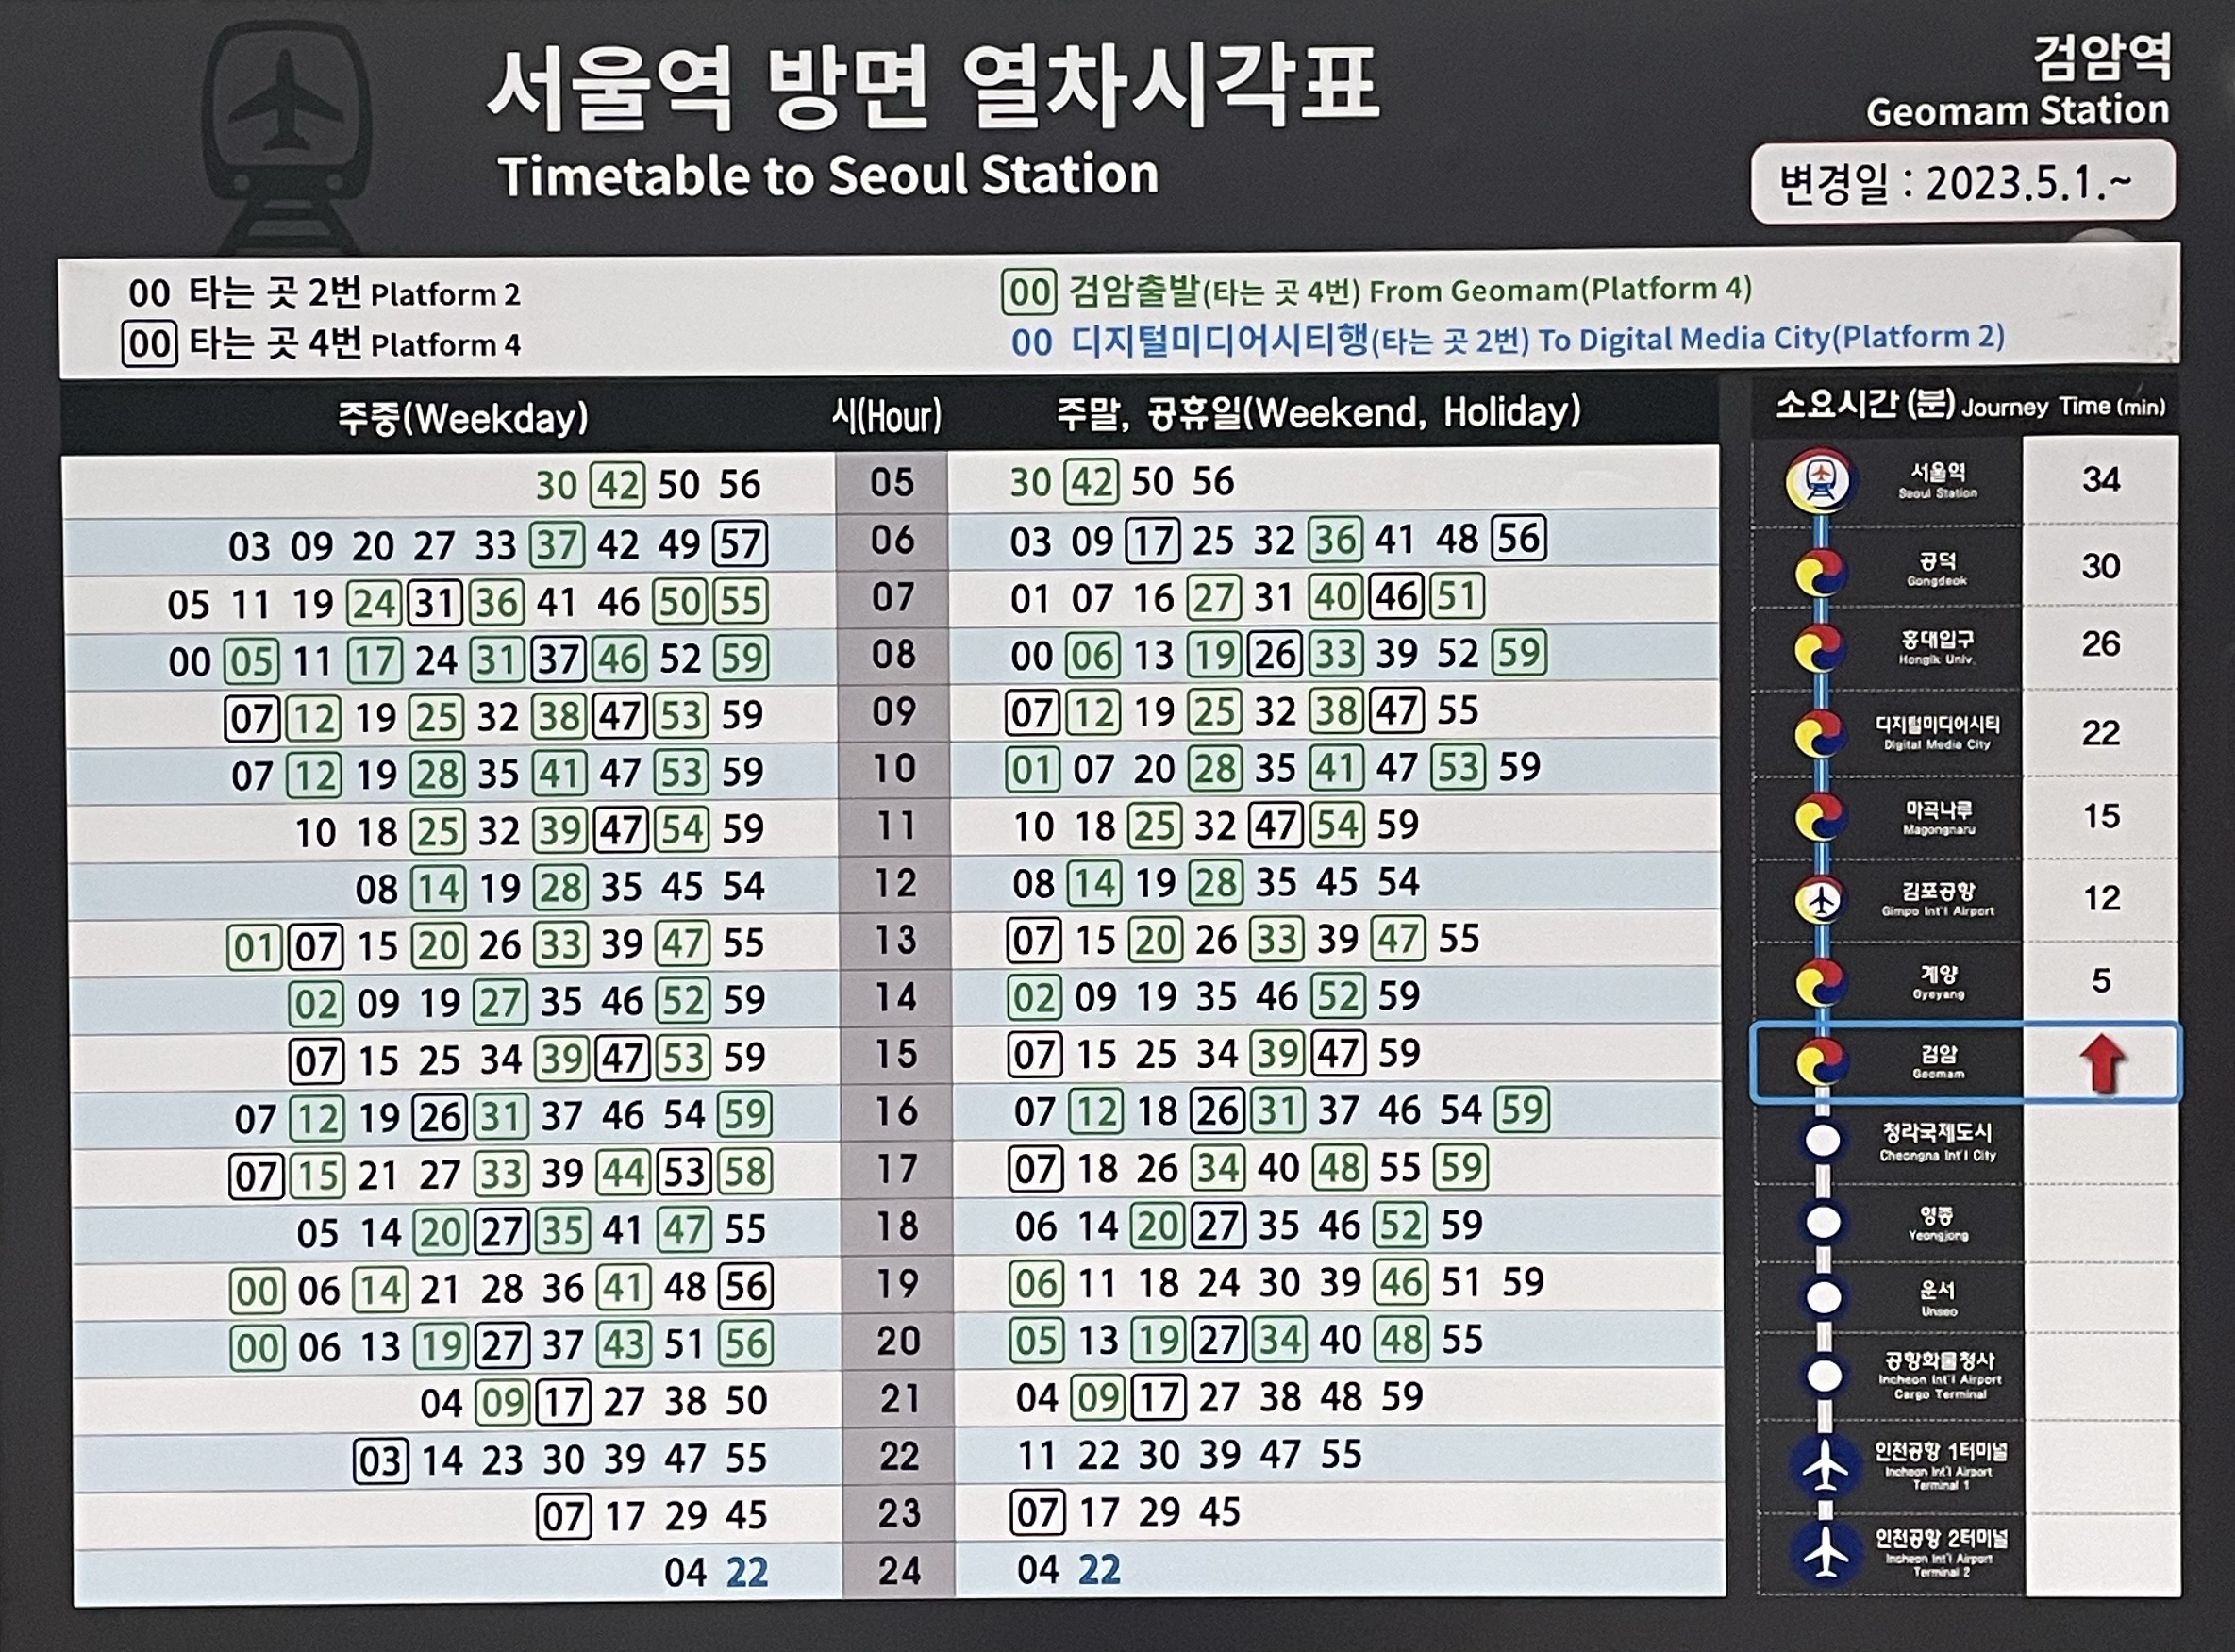 서울역 방면 열차시각표
Timetable to Seoul Station
검암역
Geomam Station
변경일 : 2023.5.1.~
00 타는 곳 2번 Platform 2
00 타는 곳 4번 Platform 4
00 검암출발(타는 곳 4번) From Geomam(Platform 4)
00 디지털미디어시티행(타는 곳 2번) To Digital Media City(Platform 2)
주중(Weekday) 시(Hour) 주말, 공휴일(Weekend, Holiday)
30 42 50 56 05 30 42 50 56
03 09 20 27 33 37 42 49 57 06 03 09 17 25 32 36 41 48 56
05 11 19 24 31 36 41 46 50 55 07 01 07 16 27 31 40 46 51
00 05 11 17 24 31 37 46 52 59 08 00 06 13 19 26 33 39 52 59
07 12 19 25 32 38 47 53 59 09 07 12 19 25 32 38 47 55
07 12 19 28 35 41 47 53 59 10 01 07 20 28 35 41 47 53 59
10 18 25 32 39 47 54 59 11 10 18 25 32 47 54 59
08 14 19 28 35 45 54 12 08 14 19 28 35 45 54
01 07 15 20 26 33 39 47 55 13 07 15 20 26 33 39 47 55
02 09 19 27 35 46 52 59 14 02 09 19 35 46 52 59
07 15 25 34 39 47 53 59 15 07 15 25 34 39 47 59
07 12 19 26 31 37 46 54 59 16 07 12 18 26 31 37 46 54 59
07 15 21 27 33 39 44 53 58 17 07 18 26 34 40 48 55 59
05 14 20 27 35 41 47 55 18 06 14 20 27 35 46 52 59
00 06 14 21 28 36 41 48 56 19 06 11 18 24 30 39 46 51 59
00 06 13 19 27 37 43 51 56 20 05 13 19 27 34 40 48 55
04 09 17 27 38 50 21 04 09 17 27 38 48 59
03 14 23 30 39 47 55 22 11 22 30 39 47 55
07 17 29 45 23 07 17 29 45
04 22 24 04 22
소요시간 (분) Journey Time (min)
서울역 34
Seoul Station
공덕 30
Gongdeok
홍대입구 26
Hongik Univ.
디지털미디어시티 22
Digital Media City
마곡나루 15
Magongnaru
김포공항 12
Gimpo Int'l Airport
계양 5
Gyeyang
검암
Geomam
청라국제도시
Cheongna Int'l City
영종
Yeongjong
운서
Unseo
공항화물청사
Incheon Int'l Airport
Cargo Terminal
인천공항 1터미널
Incheon Int'l Airport
Terminal 1
인천공항 2터미널
Incheon Int'l Airport
Terminal 2